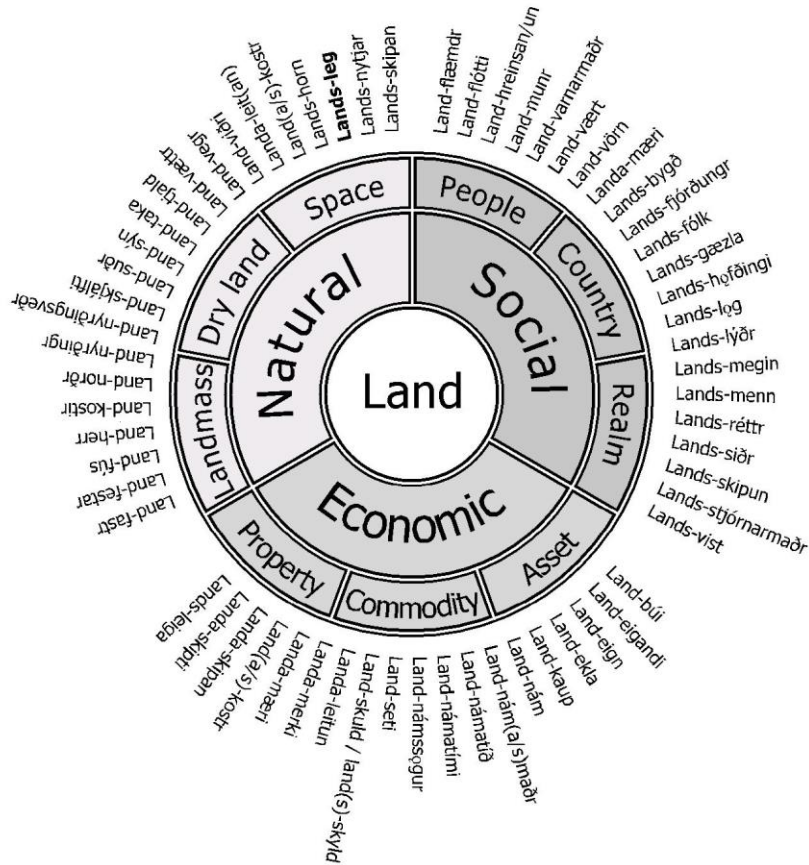 Land
Natural
Social
Economic
Space
People
Country
Realm
Asset
Commodity
Property
Landmass
Dry land
Land-flæmdr
Land-flótti
Land-hreinsan/un
Land-munr
Land-varnarmaðr
Land-vært
Land-vörn
Landa-mæri
Lands-bygð
Lands-fjórðungr
Lands-fólk
Lands-gæzla
Lands-hǫfðingi
Lands-lǫg
Lands-lýðr
Lands-megin
Lands-menn
Lands-réttr
Lands-siðr
Lands-skipun
Lands-stjórnarmaðr
Lands-vist
Land-búi
Land-eigandi
Land-eign
Land-ekla
Land-kaup
Land-nám
Land-nám(a/s)maðr
Land-námatíð
Land-námatími
Land-námssǫgur
Land-seti
Land-skuld / land(s)-skyld
Landa-leitun
Landa-merki
Landa-mæri
Land(a/s)-kostr
Landa-skipan
Landa-skipti
Lands-leiga
Land-fastr
Land-festar
Land-fús
Land-herr
Land-kostir
Land-norðr
Land-nyrðingr
Land-nyrðingsveðr
Land-skjálfti
Land-suðr
Land-sýn
Land-taka
Land-tjald
Land-vættr
Land-vegr
Land-viðri
Landa-leit(an)
Land(a/s)-kostr
Lands-horn
Lands-leg
Lands-nytjar
Lands-skipan